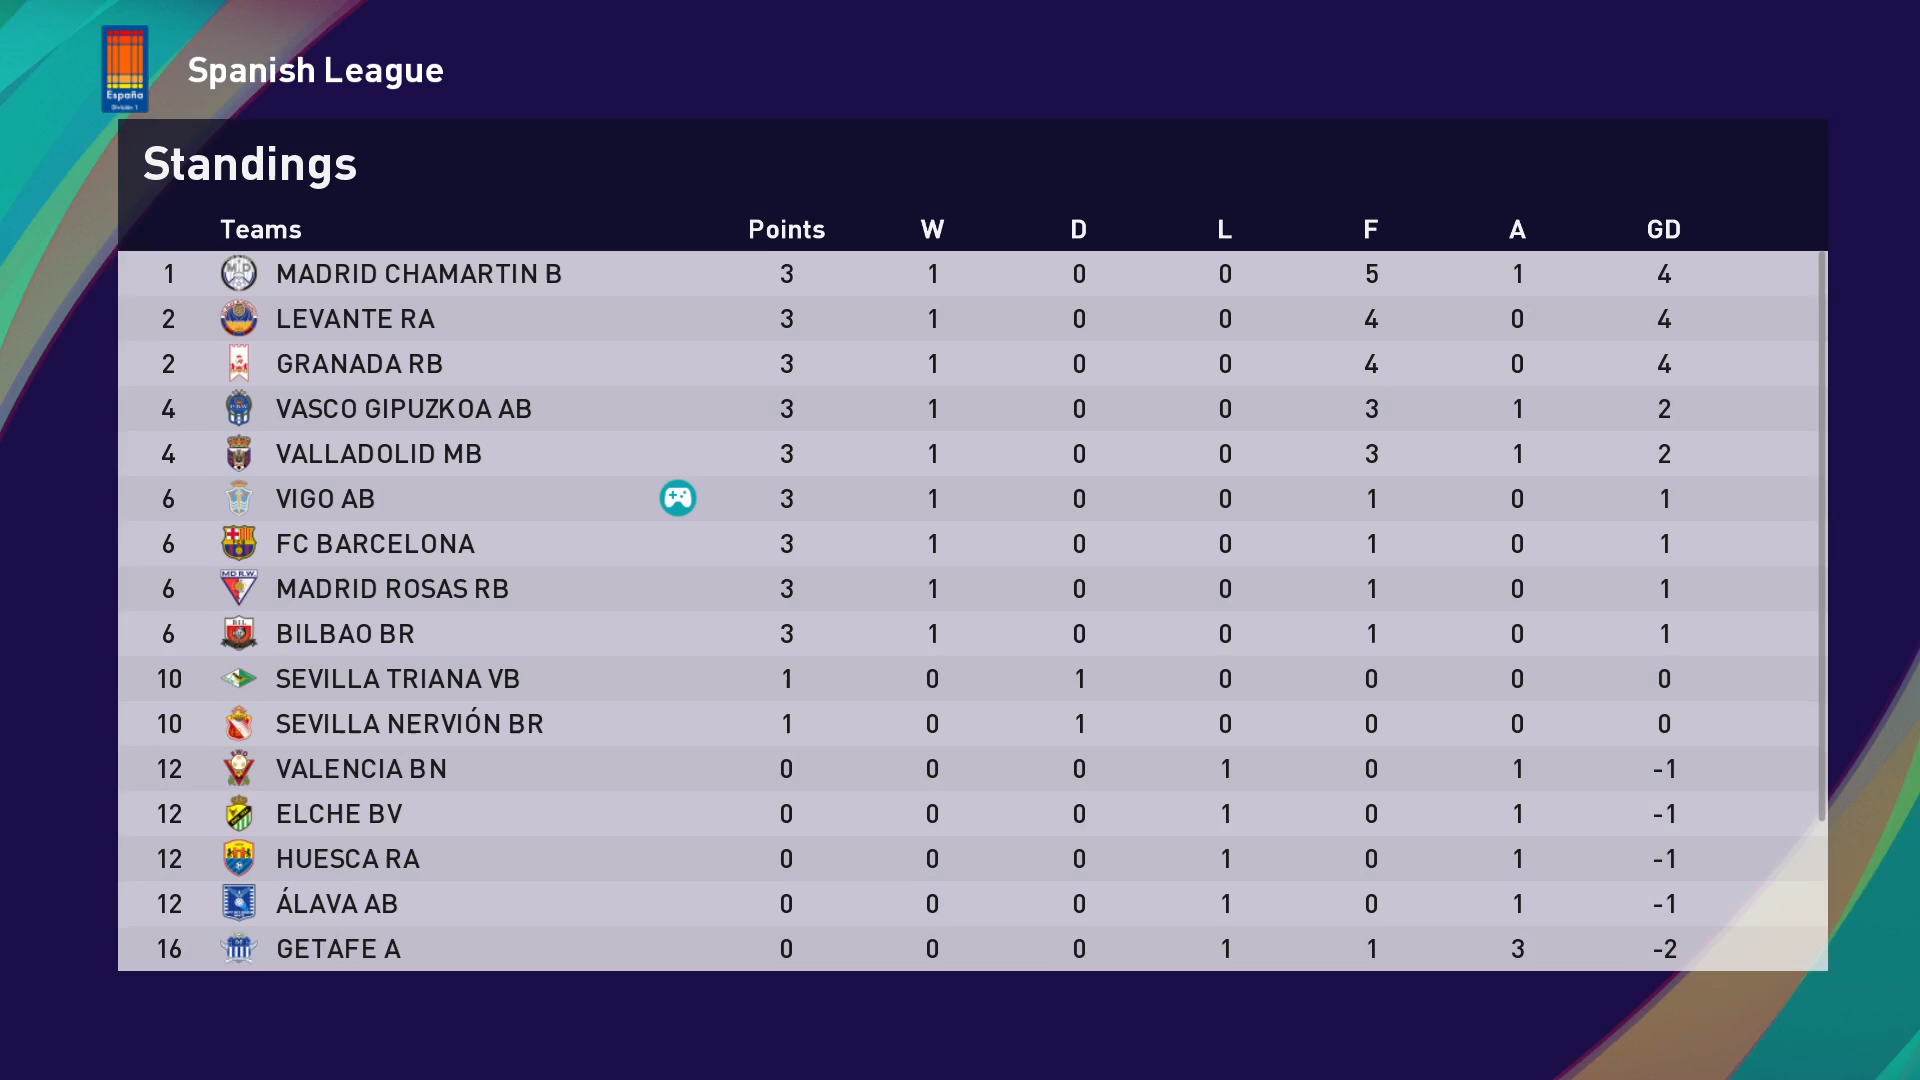 España
División 1
Spanish League
Standings
Teams Points W D L F A GD
1 MADRID CHAMARTIN B 3 1 0 0 5 1 4
2 LEVANTE RA 3 1 0 0 4 0 4
2 GRANADA RB 3 1 0 0 4 0 4
4 VASCO GIPUZKOA AB 3 1 0 0 3 1 2
4 VALLADOLID MB 3 1 0 0 3 1 2
6 VIGO AB 3 1 0 0 1 0 1
6 FC BARCELONA 3 1 0 0 1 0 1
6 MADRID ROSAS RB 3 1 0 0 1 0 1
6 BILBAO BR 3 1 0 0 1 0 1
10 SEVILLA TRIANA VB 1 0 1 0 0 0 0
10 SEVILLA NERVIÓN BR 1 0 1 0 0 0 0
12 VALENCIA BN 0 0 0 1 0 1 -1
12 ELCHE BV 0 0 0 1 0 1 -1
12 HUESCA RA 0 0 0 1 0 1 -1
12 ÁLAVA AB 0 0 0 1 0 1 -1
16 GETAFE A 0 0 0 1 1 3 -2